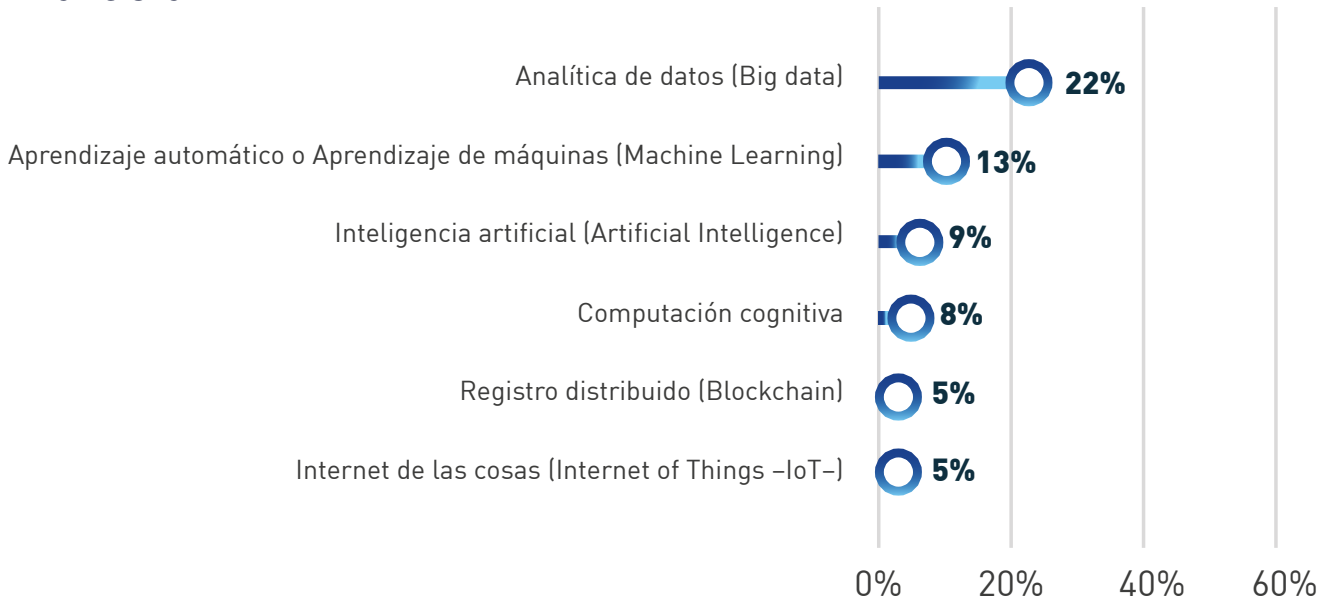 Analítica de datos (Big data) 22%
Aprendizaje automático o Aprendizaje de máquinas (Machine Learning) 13%
Inteligencia artificial (Artificial Intelligence) 9%
Computación cognitiva 8%
Registro distribuido (Blockchain) 5%
Internet de las cosas (Internet of Things –IoT–) 5%
0% 20% 40% 60%